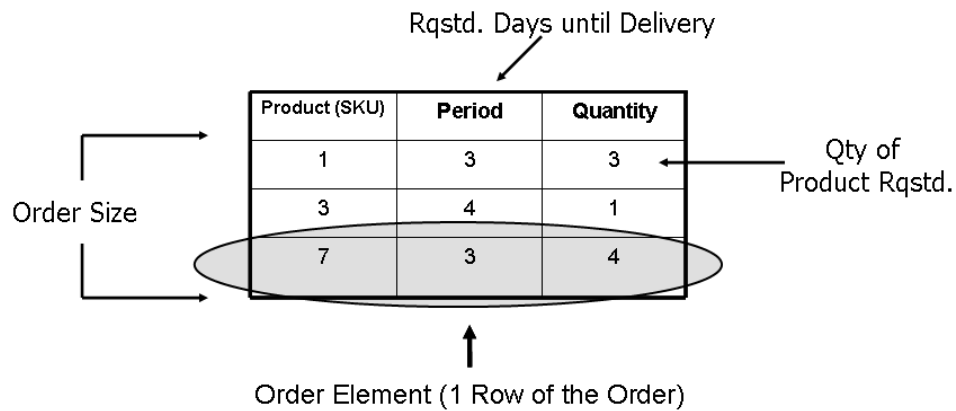 Rqstd. Days until Delivery
Product (SKU) Period Quantity
1 3 3
3 4 1
7 3 4
Qty of
Product Rqstd.
Order Size
Order Element (1 Row of the Order)